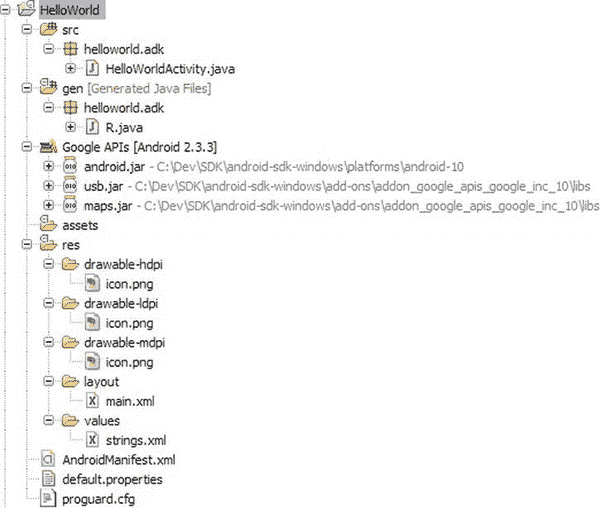 HelloWorld
src
helloworld.adk
HelloWorldActivity.java
gen [Generated Java Files]
helloworld.adk
R.java
Google APIs [Android 2.3.3]
android.jar - C:\Dev\SDK\android-sdk-windows\platforms\android-10
usb.jar - C:\Dev\SDK\android-sdk-windows\add-ons\addon_google_apis_google_inc_10\libs
maps.jar - C:\Dev\SDK\android-sdk-windows\add-ons\addon_google_apis_google_inc_10\libs
assets
res
drawable-hdpi
icon.png
drawable-ldpi
icon.png
drawable-mdpi
icon.png
layout
main.xml
values
strings.xml
AndroidManifest.xml
default.properties
proguard.cfg